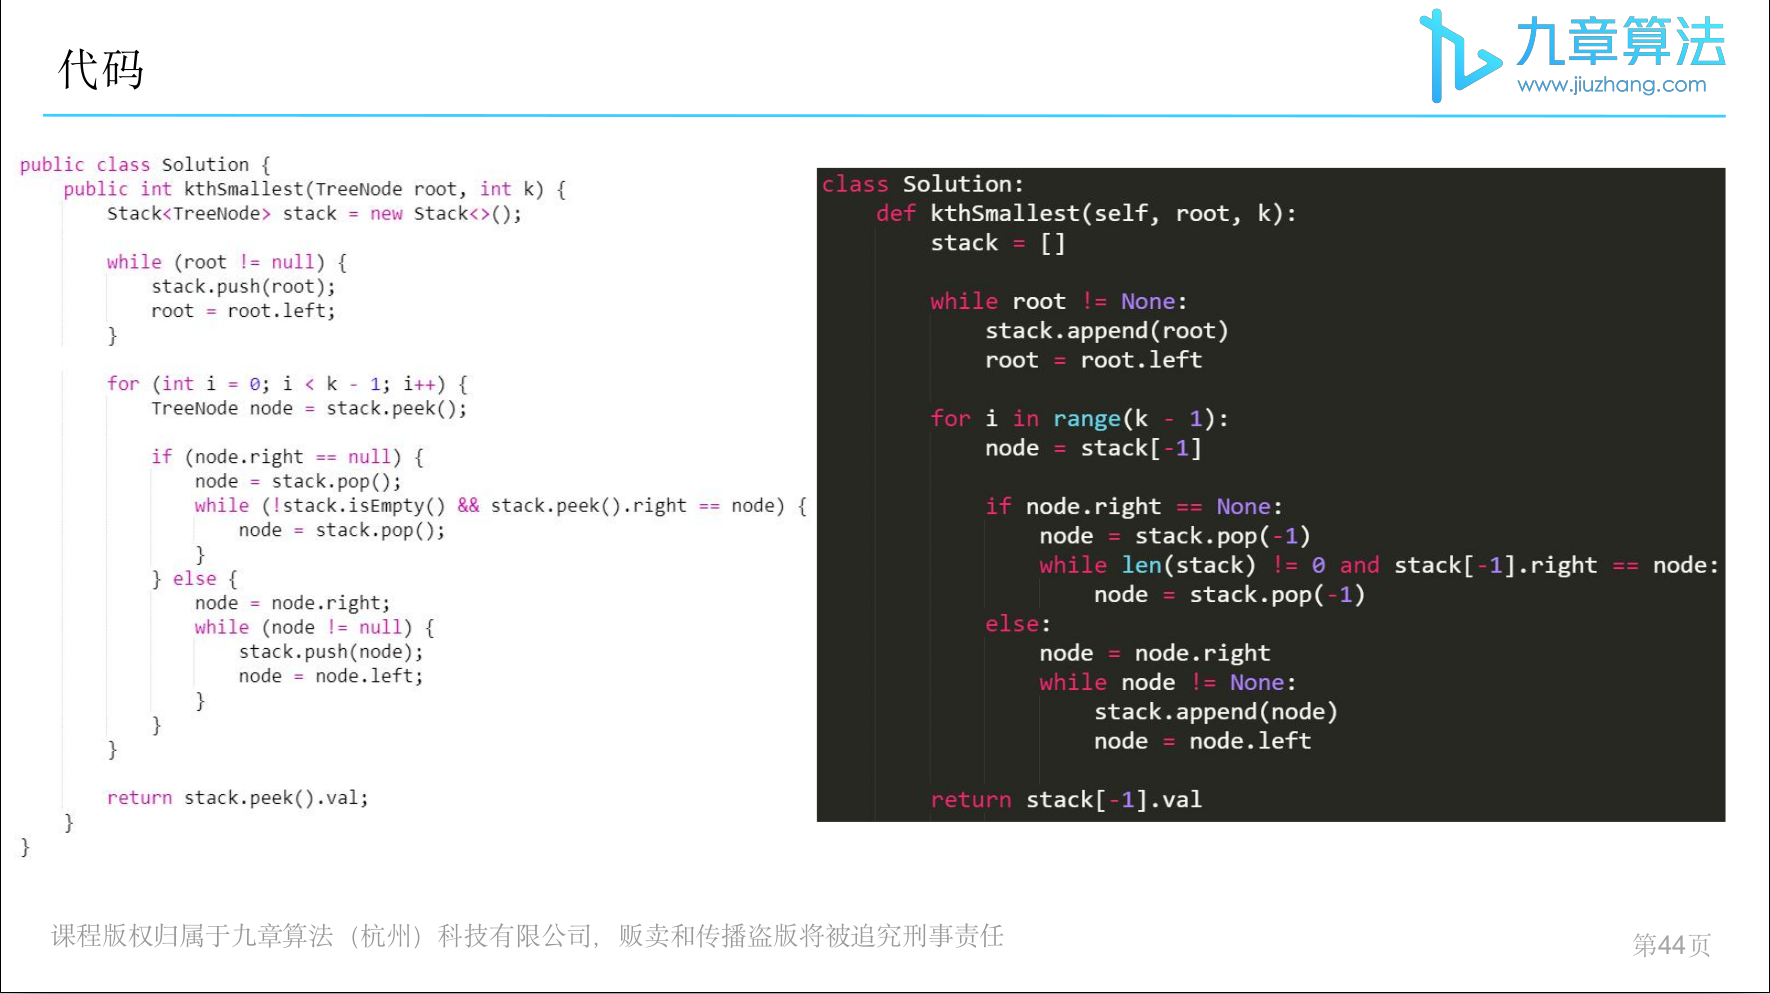 代码
九章算法
www.jiuzhang.com
public class Solution {
    public int kthSmallest(TreeNode root, int k) {
        Stack<TreeNode> stack = new Stack<>();
        while (root != null) {
            stack.push(root);
            root = root.left;
        }
        for (int i = 0; i < k - 1; i++) {
            TreeNode node = stack.peek();
            if (node.right == null) {
                node = stack.pop();
                while (!stack.isEmpty() && stack.peek().right == node) {
                    node = stack.pop();
                }
            } else {
                node = node.right;
                while (node != null) {
                    stack.push(node);
                    node = node.left;
                }
            }
        }
        return stack.peek().val;
    }
}
class Solution:
    def kthSmallest(self, root, k):
        stack = []
        while root != None:
            stack.append(root)
            root = root.left
        for i in range(k - 1):
            node = stack[-1]
            if node.right == None:
                node = stack.pop(-1)
                while len(stack) != 0 and stack[-1].right == node:
                    node = stack.pop(-1)
            else:
                node = node.right
                while node != None:
                    stack.append(node)
                    node = node.left
        return stack[-1].val
课程版权归属于九章算法（杭州）科技有限公司，贩卖和传播盗版将被追究刑事责任
第44页